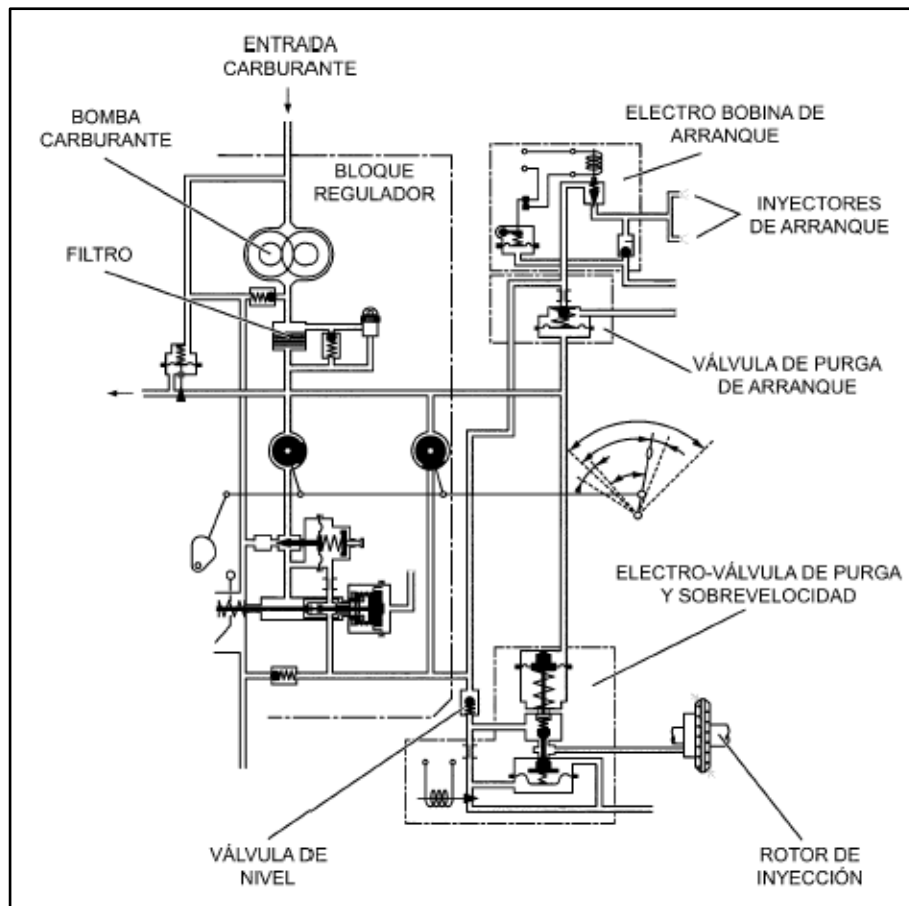 ENTRAIDA
CARBURANTE
BOMBA
CARBURANTE
BLOQUE
REGULADOR
FILTRO
ELECTRO BOBINA DE
ARRANQUE
INYECTORES
DE ARRANQUE
VÁLVULA DE PURGA
DE ARRANQUE
ELECTRO-VÁLVULA DE PURGA
Y SOBREVELOCIDAD
VÁLVULA DE
NIVEL
ROTOR DE
INYECCIÓN